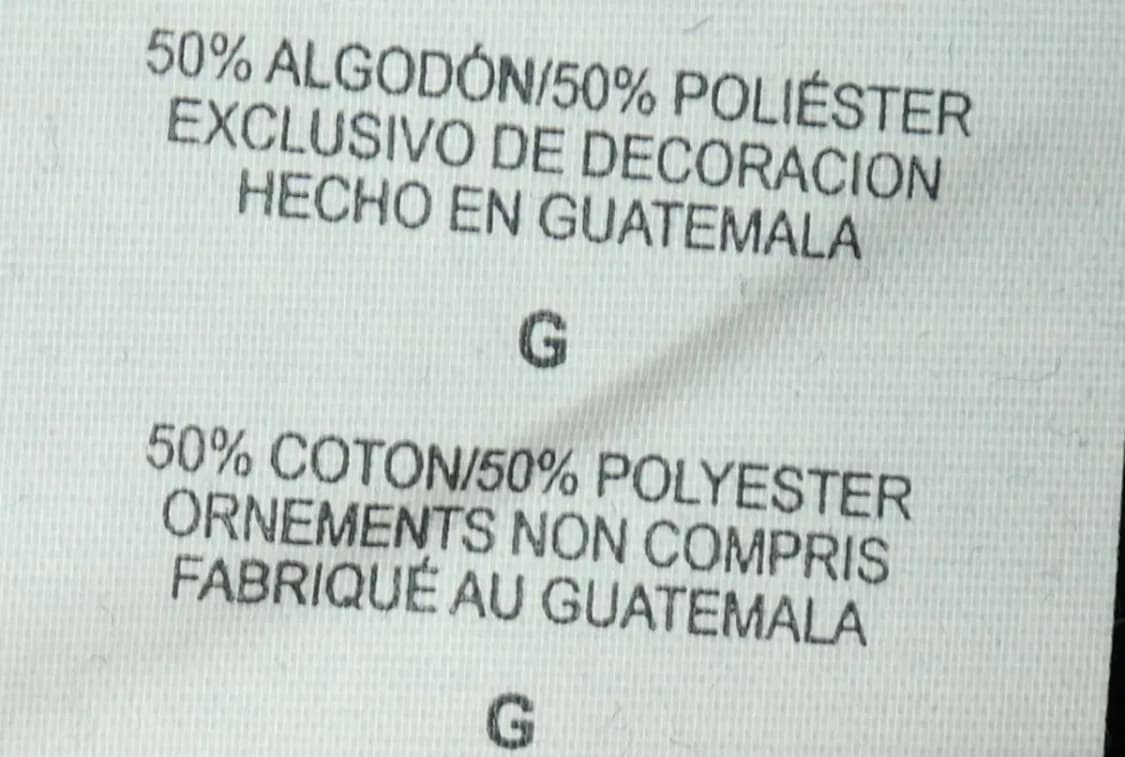 50% ALGODÓN/50% POLIÉSTER
EXCLUSIVO DE DECORACION
HECHO EN GUATEMALA
G
50% COTON/50% POLYESTER
ORNEMENTS NON COMPRIS
FABRIQUÉ AU GUATEMALA
G